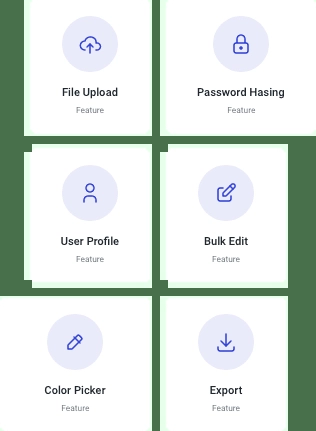 File Upload
Feature
Password Hasing
Feature
User Profile
Feature
Bulk Edit
Feature
Color Picker
Feature
Export
Feature